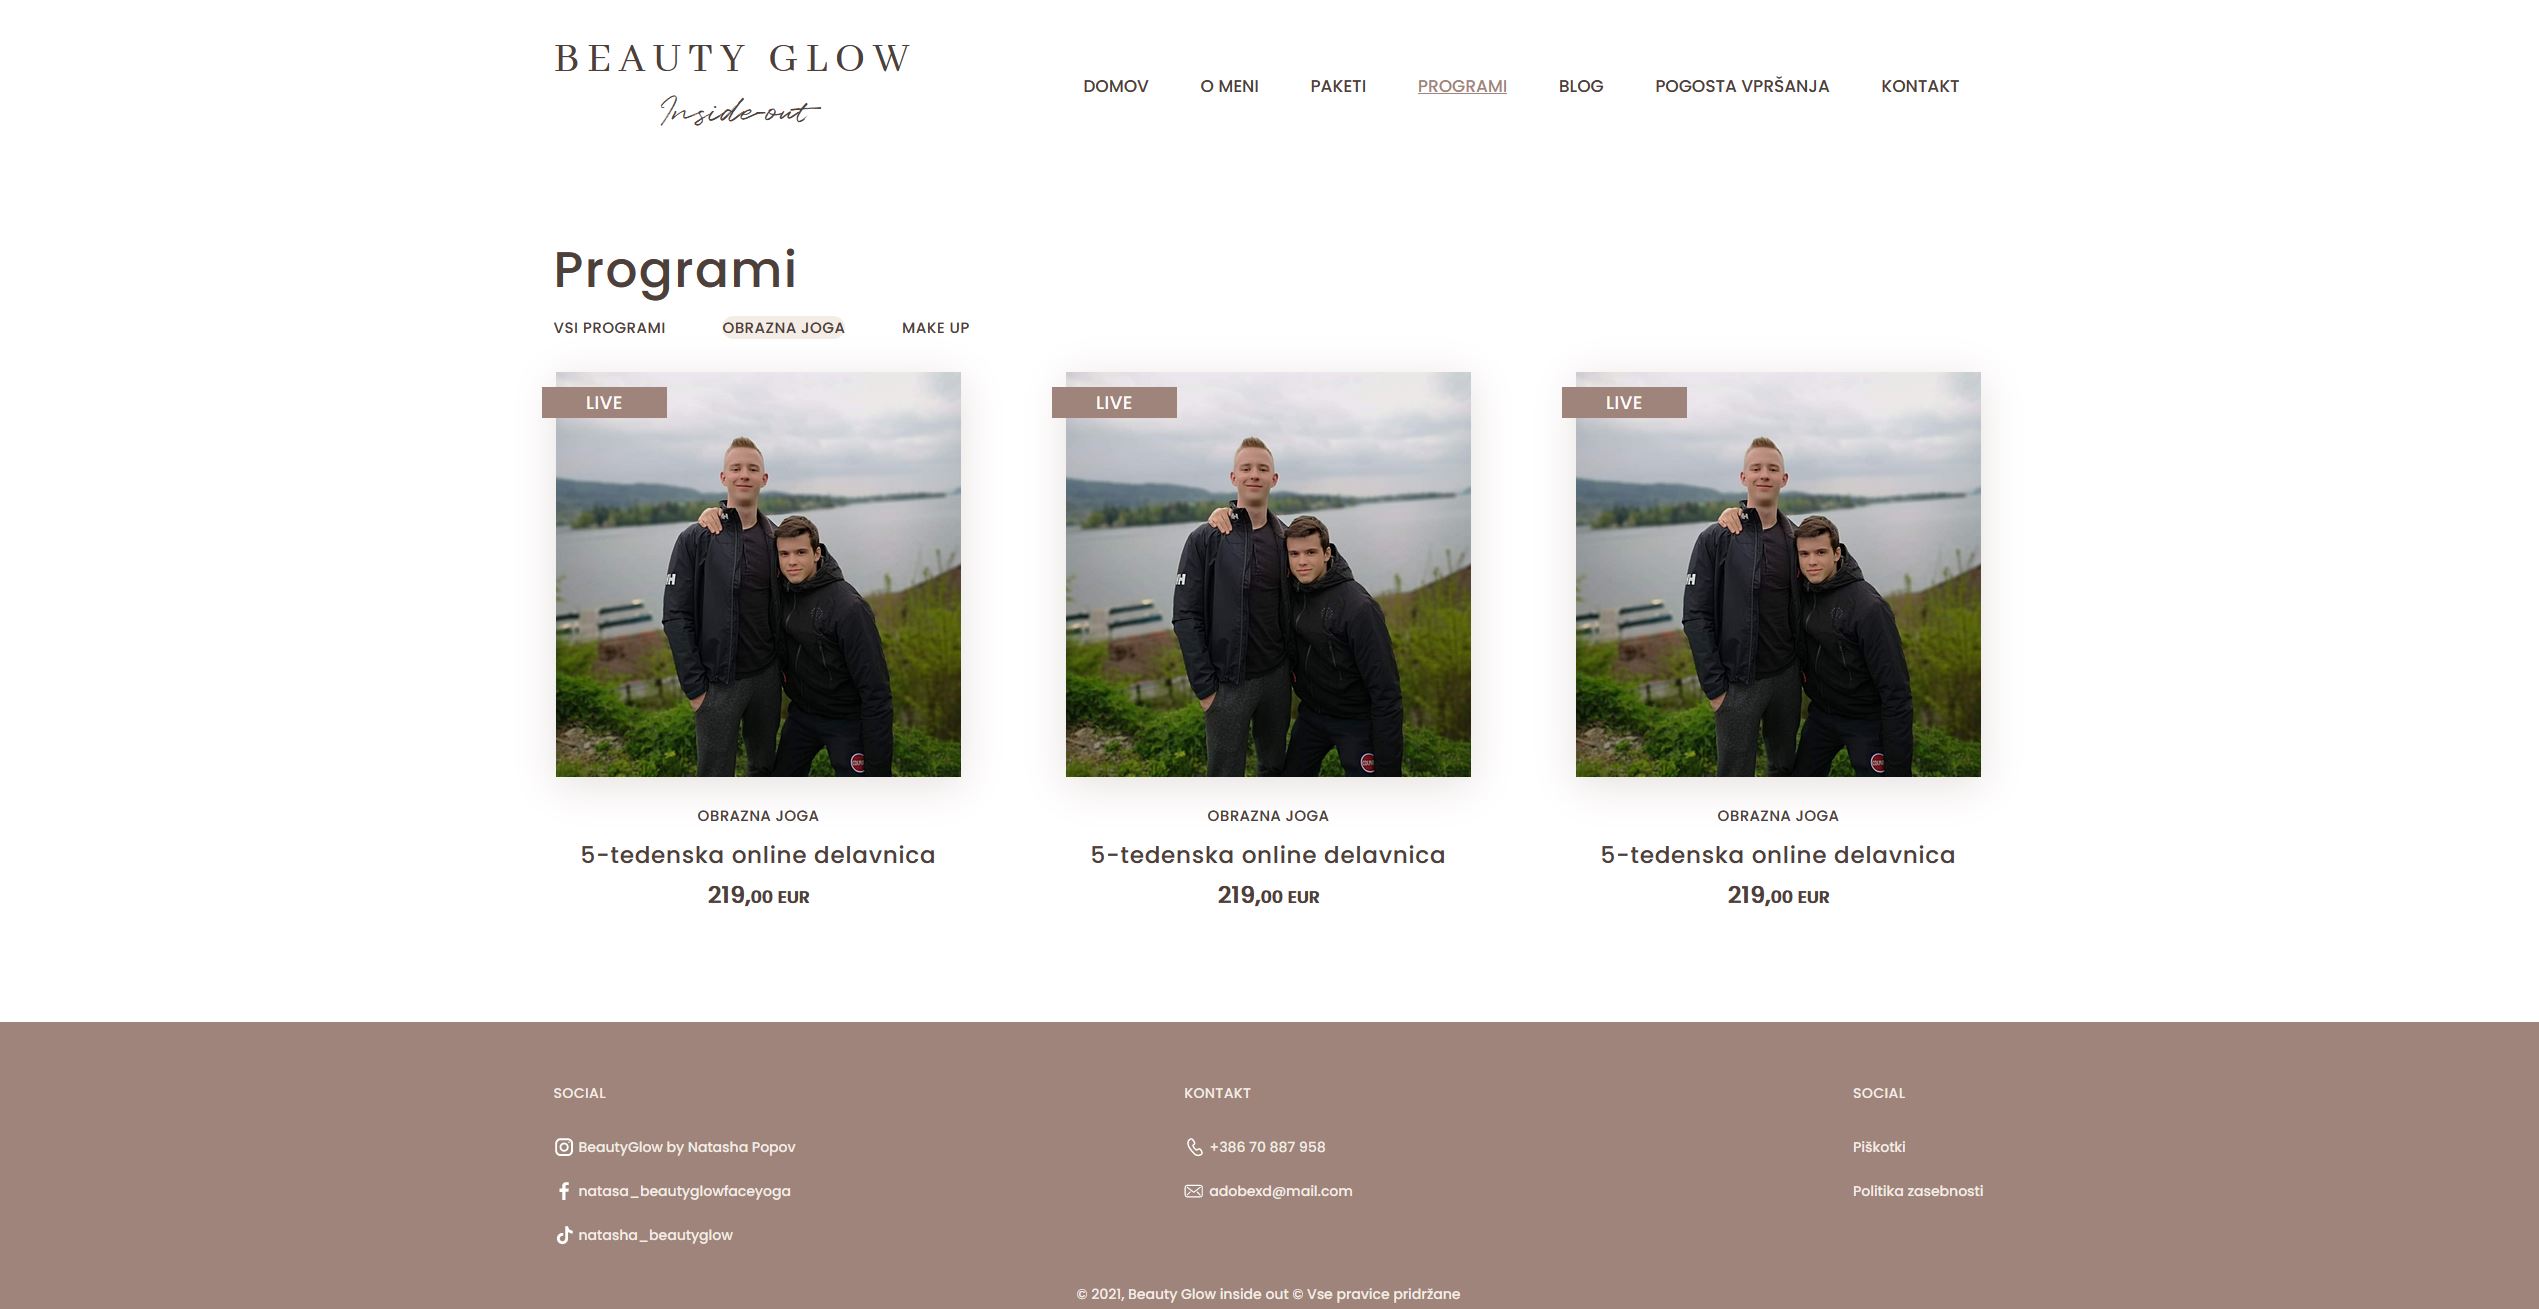 BEAUTY GLOW
Inside-out
DOMOV
O MENI
PAKETI
PROGRAMI
BLOG
POGOSTA VPRŠANJA
KONTAKT
Programi
VSI PROGRAMI
OBRAZNA JOGA
MAKE UP
LIVE
LIVE
LIVE
OBRAZNA JOGA
5-tedenska online delavnica
219,00 EUR
OBRAZNA JOGA
5-tedenska online delavnica
219,00 EUR
OBRAZNA JOGA
5-tedenska online delavnica
219,00 EUR
SOCIAL
BeautyGlow by Natasha Popov
natasa_beautyglowfaceyoga
natasha_beautyglow
KONTAKT
+386 70 887 958
adobexd@mail.com
SOCIAL
Piškotki
Politika zasebnosti
© 2021, Beauty Glow inside out © Vse pravice pridržane